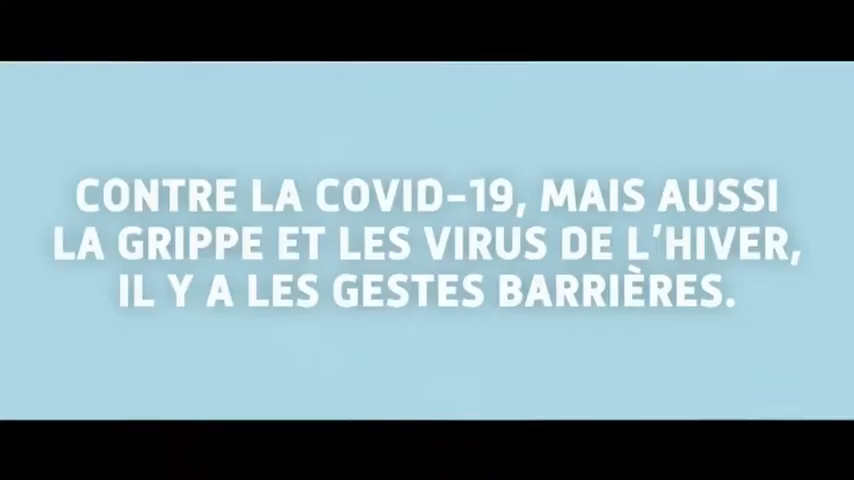 CONTRE LA COVID-19, MAIS AUSSI
LA GRIPPE ET LES VIRUS DE L'HIVER,
IL Y A LES GESTES BARRIÈRES.